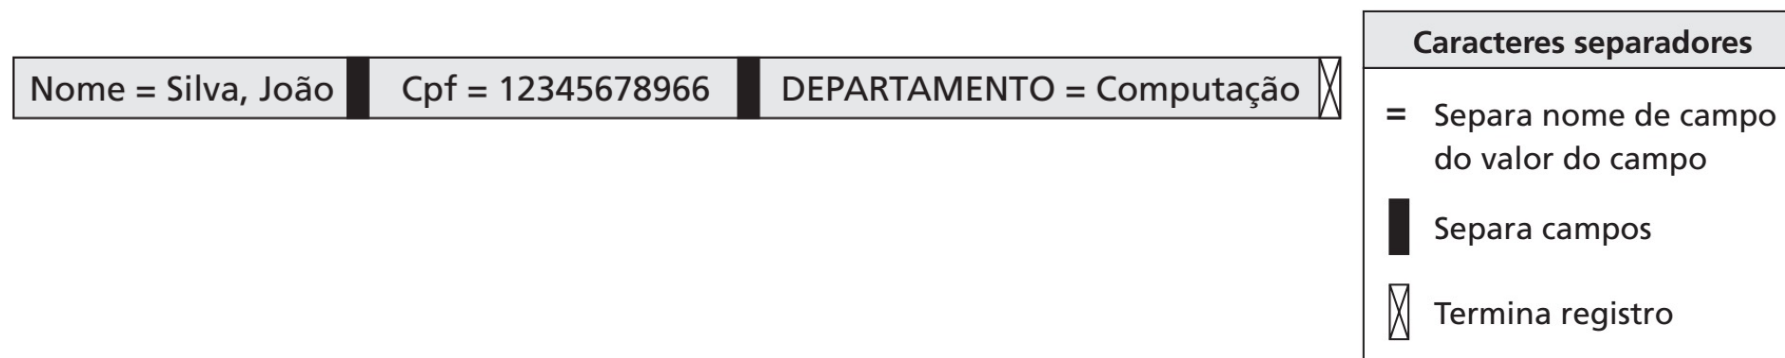 Nome = Silva, João Cpf = 12345678966 DEPARTAMENTO = Computação
Caracteres separadores
= Separa nome de campo
do valor do campo
Separa campos
Termina registro